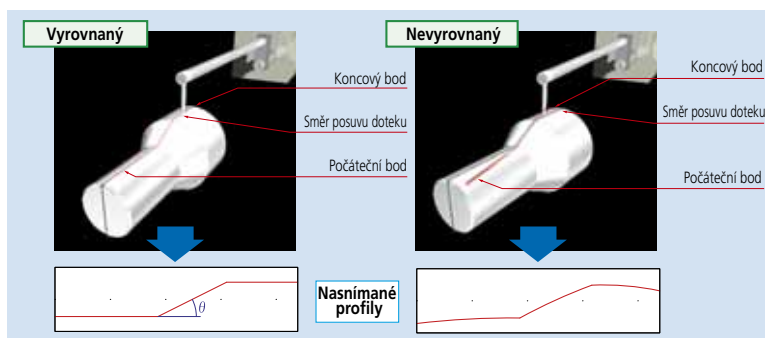 Vyrovnaný
Koncový bod
Směr posuvu doteku
Počáteční bod
θ
Nevyrovnaný
Koncový bod
Směr posuvu doteku
Počáteční bod
Nasnímané
profily